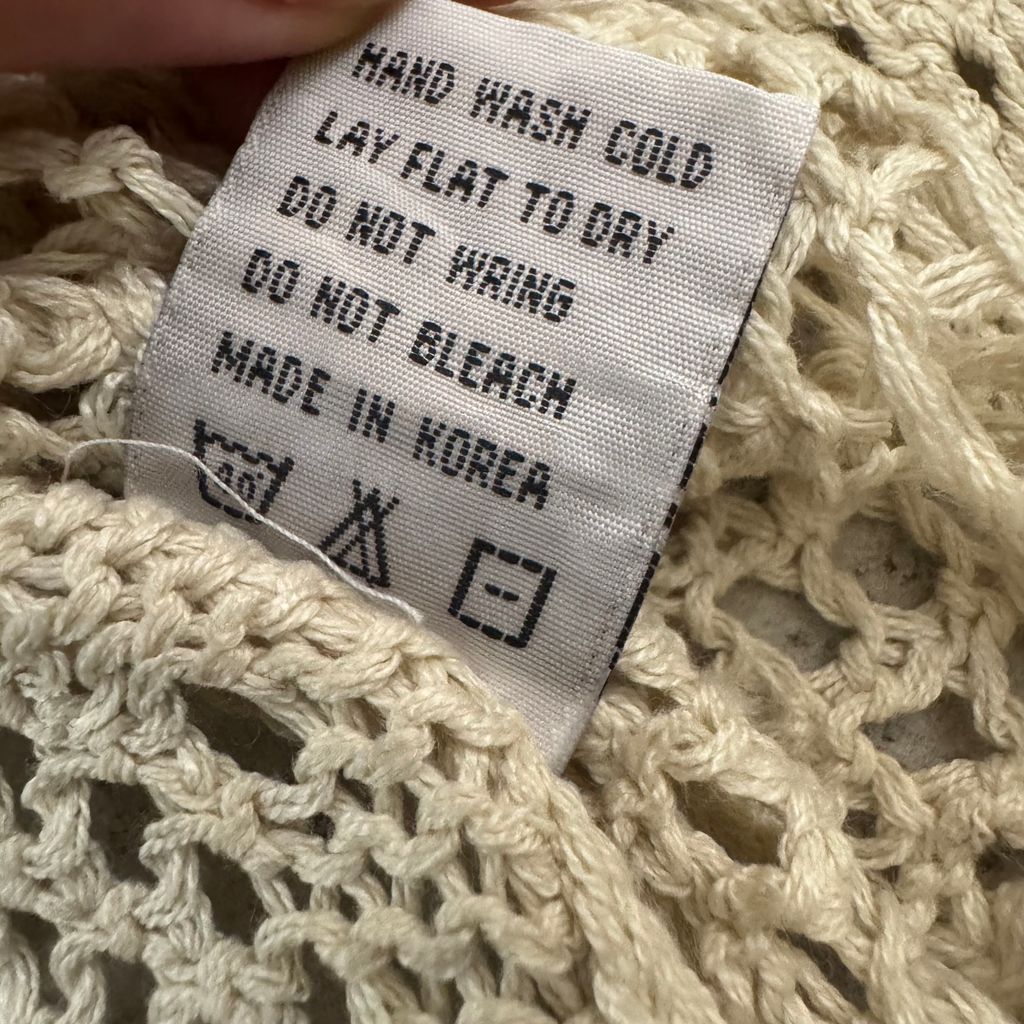 HAND WASH COLD
LAY FLAT TO DRY
DO NOT WRING
DO NOT BLEACH
MADE IN KOREA